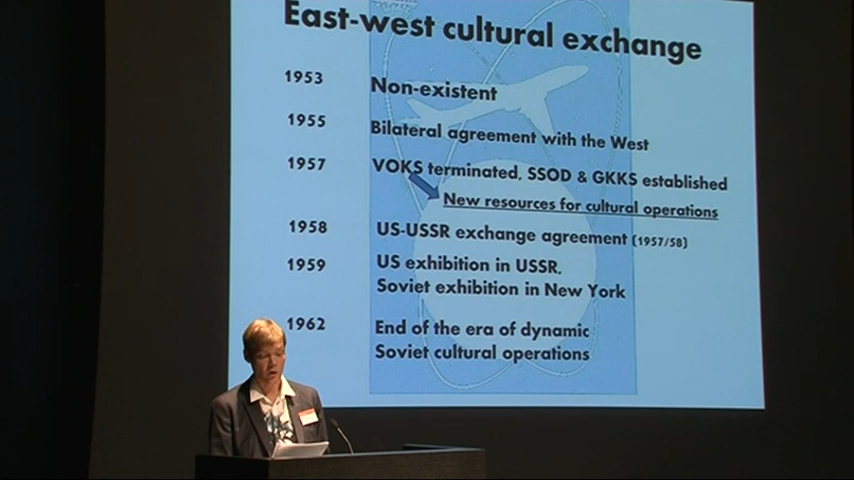 East-west cultural exchange
1953 Non-existent
1955 Bilateral agreement with the West
1957 VOKS terminated, SSOD & GKKS established
New resources for cultural operations
1958 US-USSR exchange agreement (1957/58)
1959 US exhibition in USSR,
Soviet exhibition in New York
1962 End of the era of dynamic
Soviet cultural operations